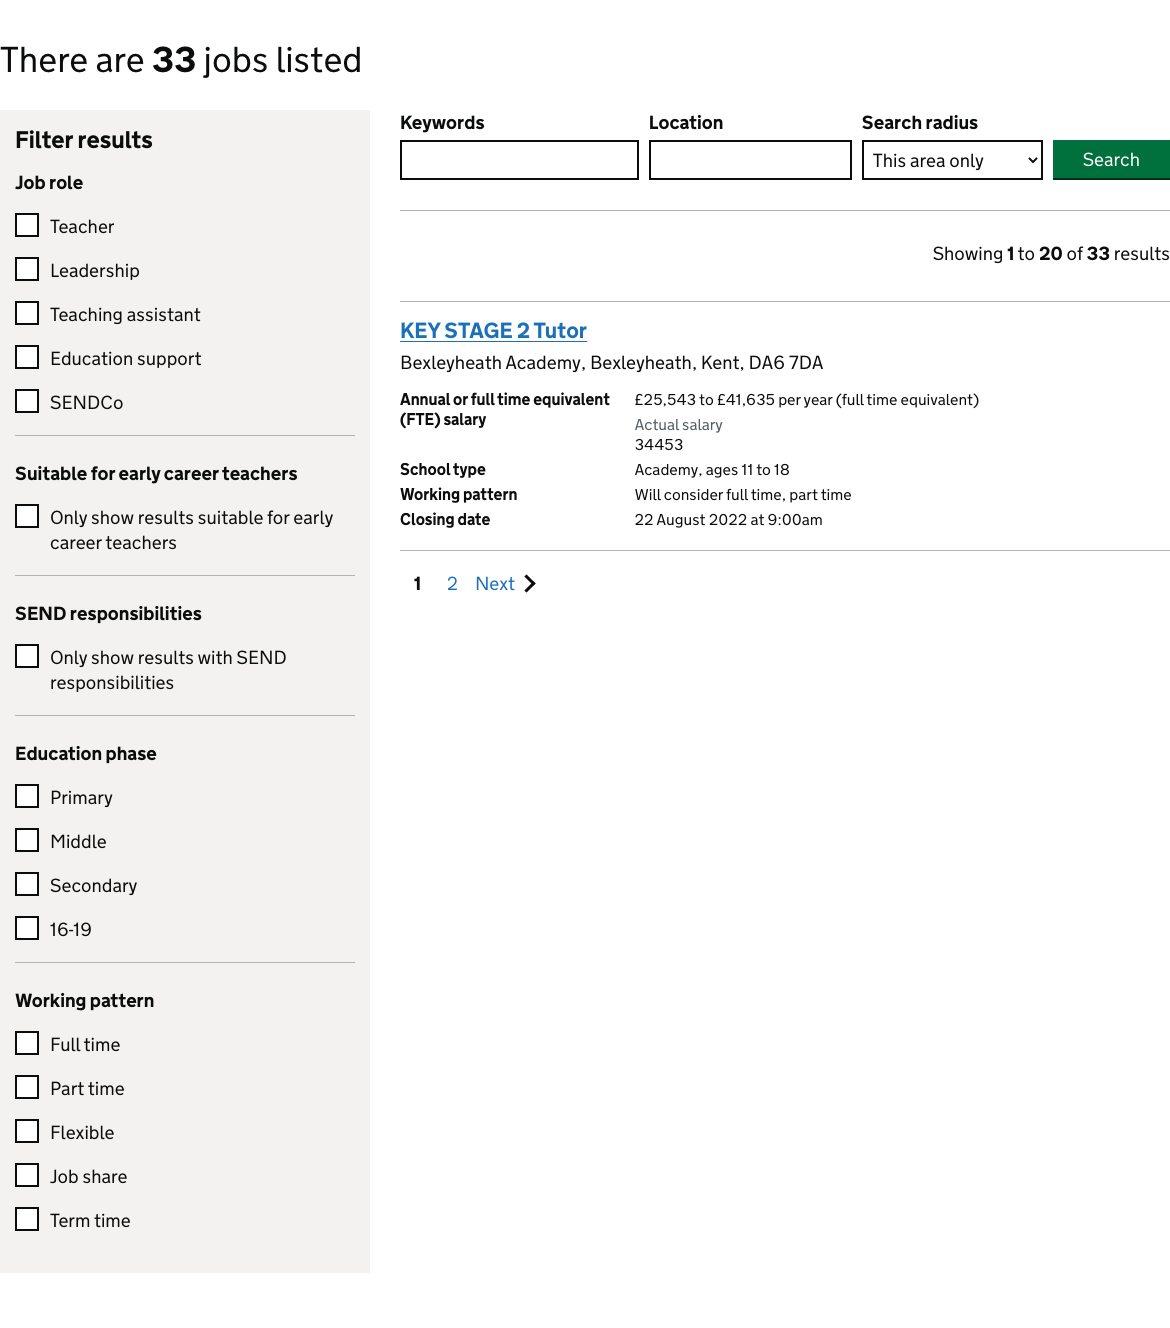 There are 33 jobs listed
Filter results
Job role
Teacher
Leadership
Teaching assistant
Education support
SENDCo
Suitable for early career teachers
Only show results suitable for early
career teachers
SEND responsibilities
Only show results with SEND
responsibilities
Education phase
Primary
Middle
Secondary
16-19
Working pattern
Full time
Part time
Flexible
Job share
Term time
Keywords
Location
Search radius
This area only
Search
Showing 1 to 20 of 33 results
KEY STAGE 2 Tutor
Bexleyheath Academy, Bexleyheath, Kent, DA6 7DA
Annual or full time equivalent
(FTE) salary
£25,543 to £41,635 per year (full time equivalent)
Actual salary
34453
School type
Academy, ages 11 to 18
Working pattern
Will consider full time, part time
Closing date
22 August 2022 at 9:00am
1 2 Next